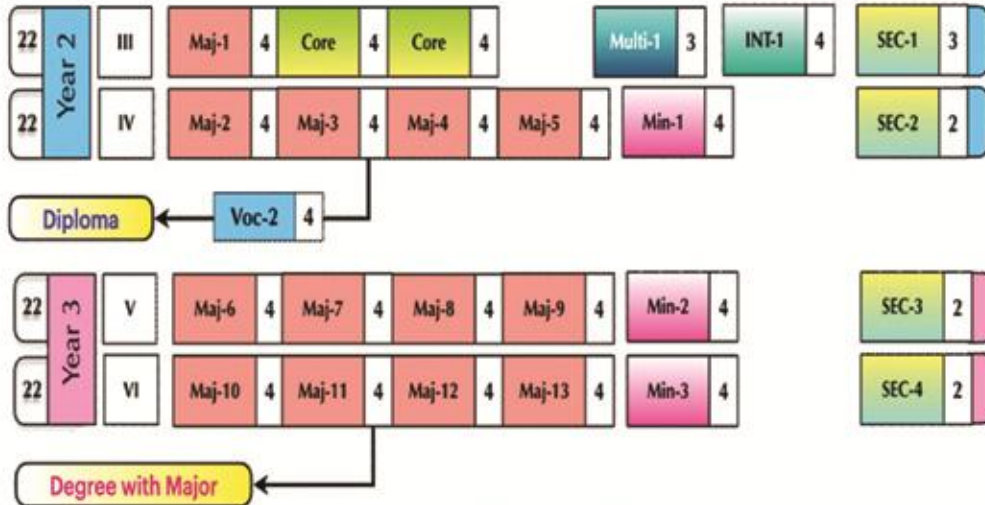 22 III Maj-1 4 Core 4 Core 4 Multi-1 3 INT-1 4 SEC-1 3
Year 2
22 IV Maj-2 4 Maj-3 4 Maj-4 4 Maj-5 4 Min-1 4 SEC-2 2
Diploma Voc-2 4
22 V Maj-6 4 Maj-7 4 Maj-8 4 Maj-9 4 Min-2 4 SEC-3 2
Year 3
22 VI Maj-10 4 Maj-11 4 Maj-12 4 Maj-13 4 Min-3 4 SEC-4 2
Degree with Major